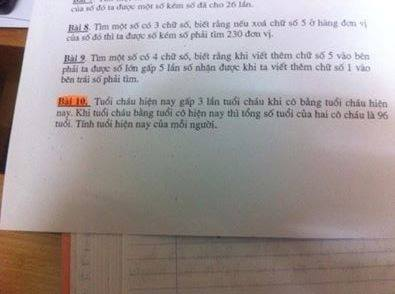 của số đó ta được một số kém số đã cho 26 lần.
Bài 8. Tìm một số có 3 chữ số, biết rằng nếu xoá chữ số 5 ở hàng đơn vị
của số đó thì ta được số kém số phải tìm 230 đơn vị.
Bài 9. Tìm một số có 4 chữ số, biết rằng khi viết thêm chữ số 5 vào bên
phải ta được số lớn gấp 5 lần số nhận được khi ta viết thêm chữ số 1 vào
bên trái số phải tìm.
Bài 10. Tuổi cháu hiện nay gấp 3 lần tuổi cháu khi cô bằng tuổi cháu hiện
nay. Khi tuổi cháu bằng tuổi cô hiện nay thì tổng số tuổi của hai cô cháu là 96
tuổi. Tính tuổi hiện nay của mỗi người.